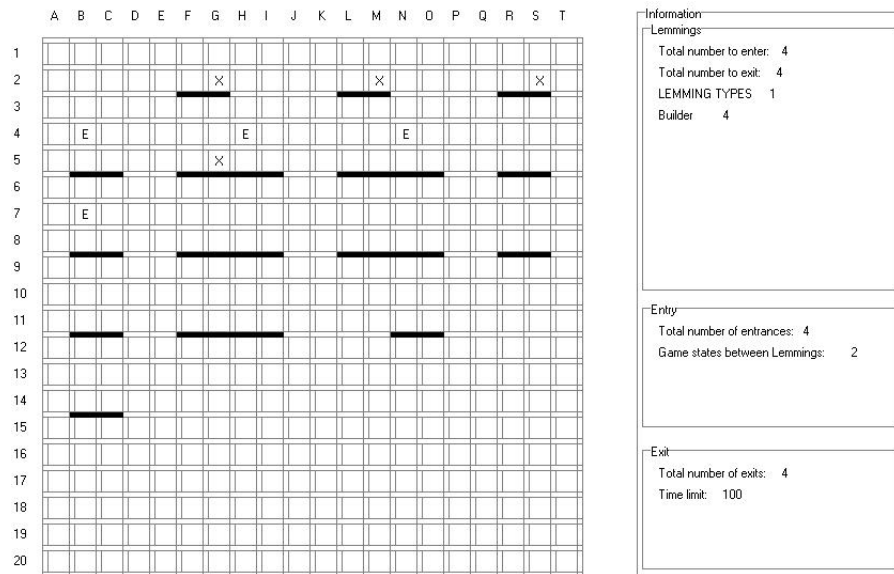 A B C D E F G H I J K L M N O P Q R S T
1
2 X X X
3
4 E E E
5 X
6
7 E
8
9
10
11
12
13
14
15
16
17
18
19
20
Information
Lemmings
Total number to enter: 4
Total number to exit: 4
LEMMING TYPES 1
Builder 4
Entry
Total number of entrances: 4
Game states between Lemmings: 2
Exit
Total number of exits: 4
Time limit: 100